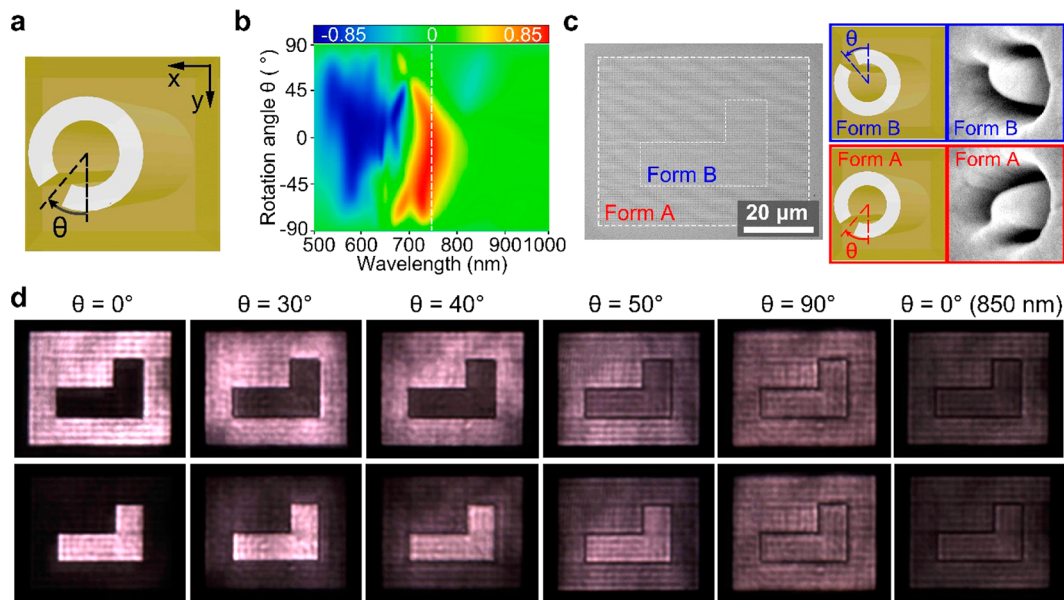 a
x
y
θ
b
-0.85 0 0.85
Rotation angle θ ( ° )
90
45
0
-45
-90
500 600 700 800 900 1000
Wavelength (nm)
c
Form B
Form A
20 μm
θ
Form B
Form B
Form A
Form A
θ
d
θ = 0° θ = 30° θ = 40° θ = 50° θ = 90° θ = 0° (850 nm)